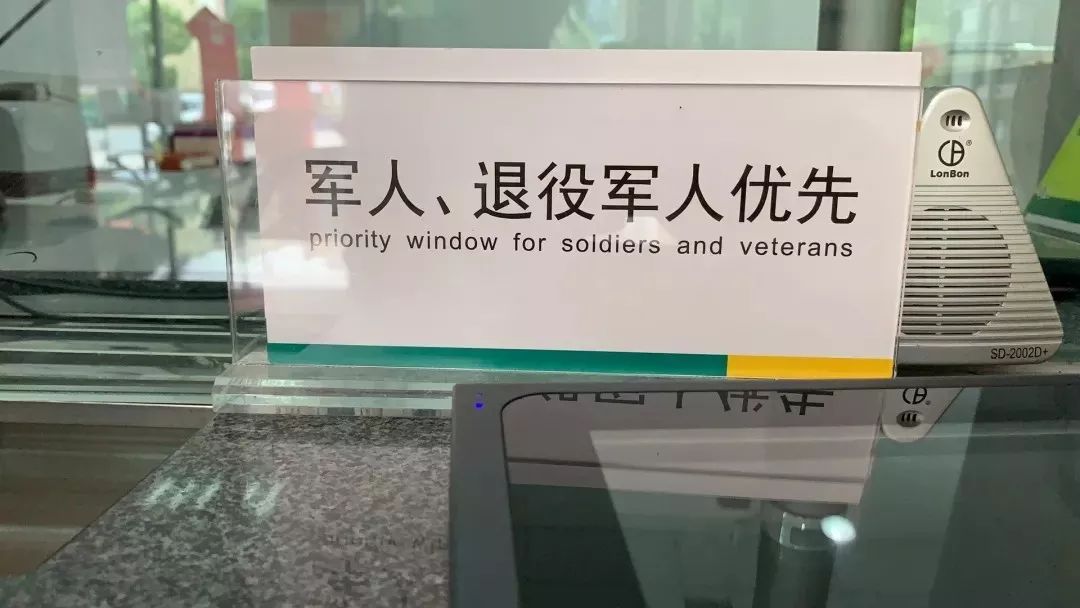 军人、退役军人优先
priority window for soldiers and veterans
LonBon
SD-2002D+